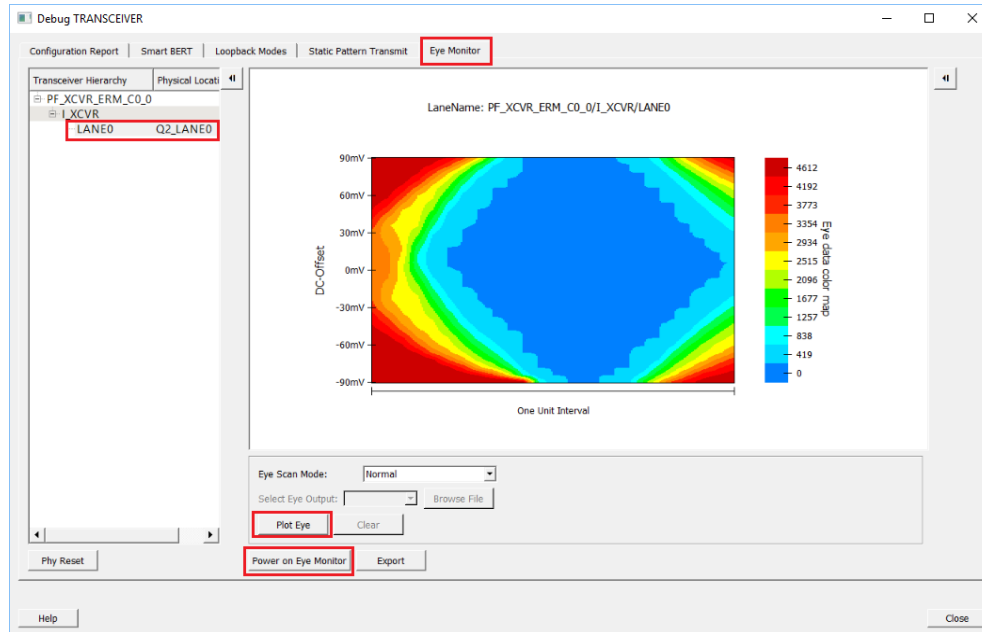 Debug TRANSCEIVER
Configuration Report Smart BERT Loopback Modes Static Pattern Transmit Eye Monitor
Transceiver Hierarchy Physical Locati
PF_XCVR_ERM_C0_0
I_XCVR
LANE0 Q2_LANE0
LaneName: PF_XCVR_ERM_C0_0/I_XCVR/LANE0
90mV
60mV
30mV
0mV
-30mV
-60mV
-90mV
DC-Offset
One Unit Interval
4612
4192
3773
3354
2934
2515
2096
1677
1257
838
419
0
Eye data color map
Eye Scan Mode: Normal
Select Eye Output: Browse File
Plot Eye Clear
Phy Reset Power on Eye Monitor Export
Help Close